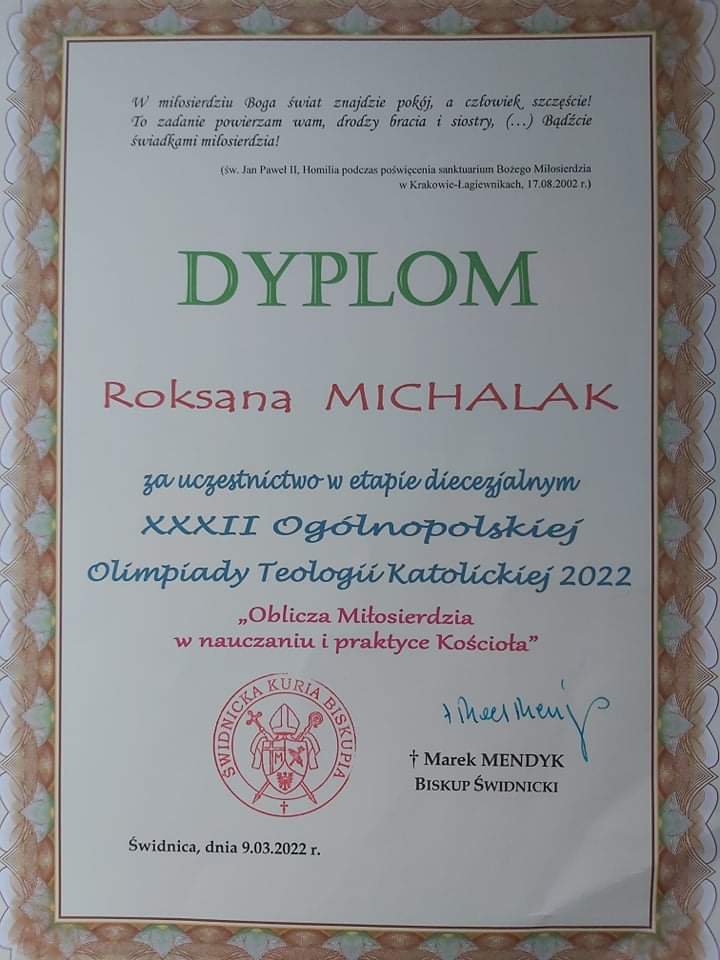 W miłosierdziu Boga świat znajdzie pokój, a człowiek szczęście!
To zadanie powierzam wam, drodzy bracia i siostry, (…) Bądźcie
świadkami miłosierdzia!
(św. Jan Paweł II, Homilia podczas poświęcenia sanktuarium Bożego Miłosierdzia
w Krakowie-Łagiewnikach, 17.08.2002 r.)
DYPLOM
Roksana MICHALAK
za uczestnictwo w etapie diecezjalnym
XXXII Ogólnopolskiej
Olimpiady Teologii Katolickiej 2022
„Oblicza Miłosierdzia
w nauczaniu i praktyce Kościoła”
ŚWIDNICKA KURIA BISKUPIA
M
† Marek MENDYK
BISKUP ŚWIDNICKI
Świdnica, dnia 9.03.2022 r.